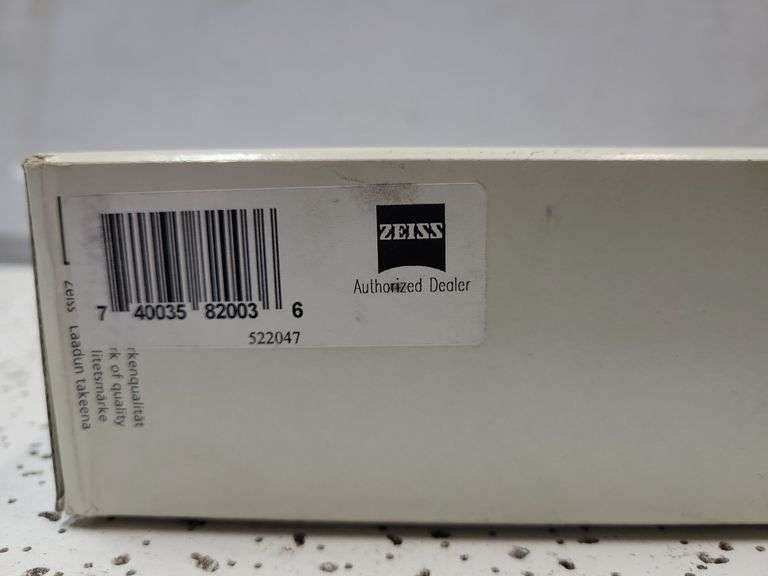 ZEISS
Authorized Dealer
7 40035 82003 6
522047
rkenqualität
rk of quality
litetsmärke
Laadun takeena
Zeiss